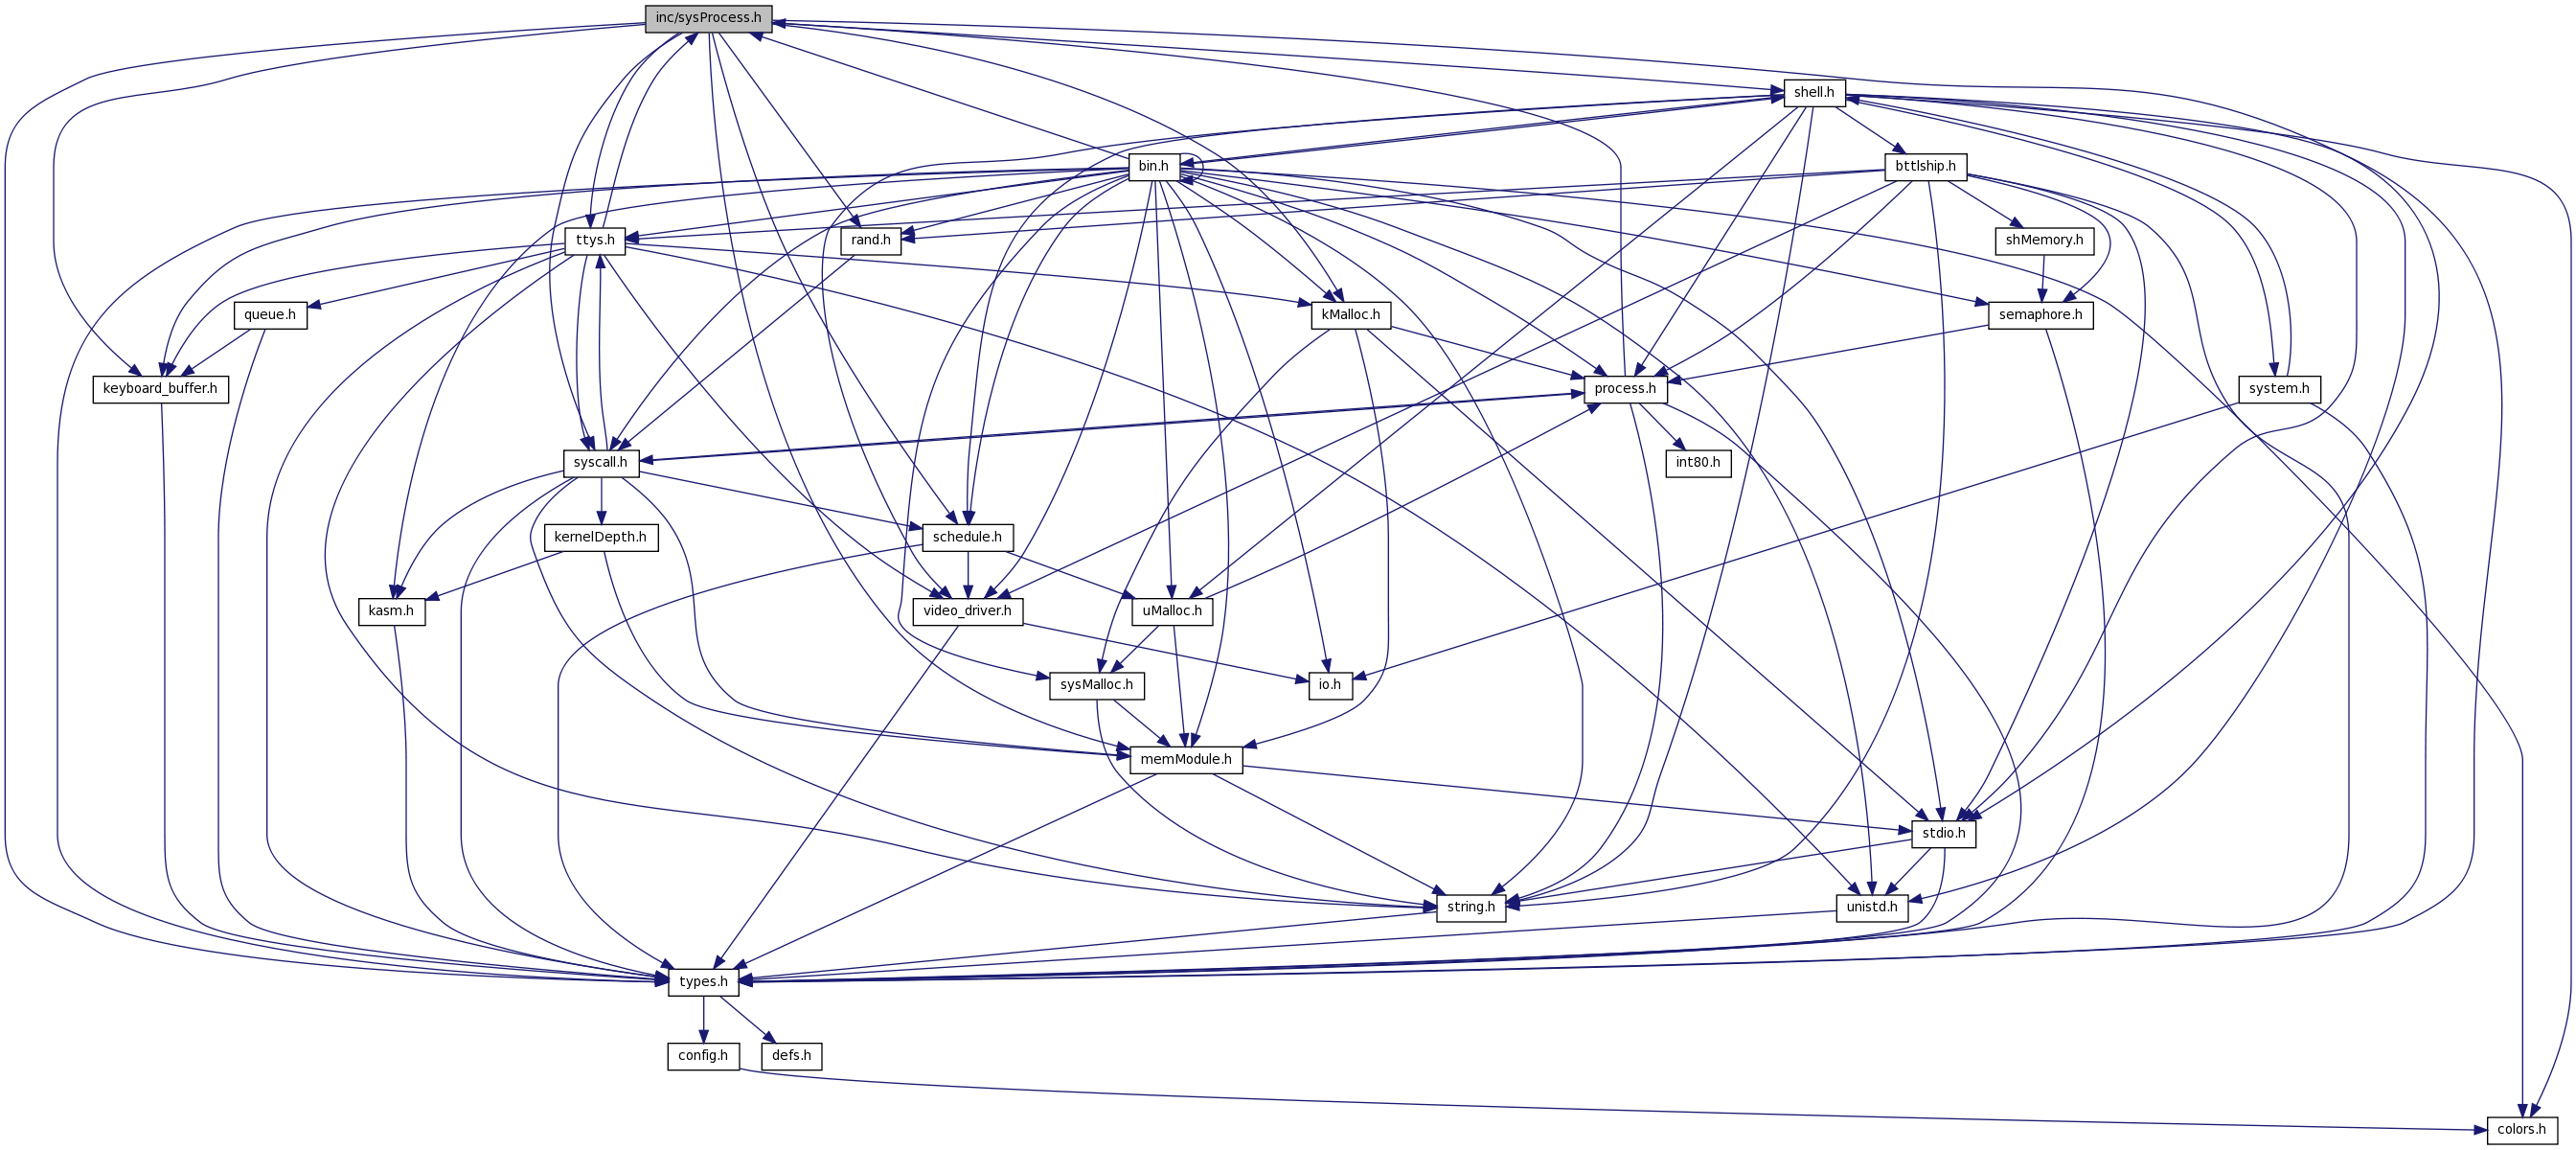 inc/sysProcess.h
shell.h
bin.h
bttlship.h
ttys.h
rand.h
shMemory.h
queue.h
kMalloc.h
semaphore.h
keyboard_buffer.h
process.h
system.h
syscall.h
int80.h
kernelDepth.h
schedule.h
kasm.h
video_driver.h
uMalloc.h
sysMalloc.h
io.h
memModule.h
stdio.h
string.h
unistd.h
types.h
config.h
defs.h
colors.h